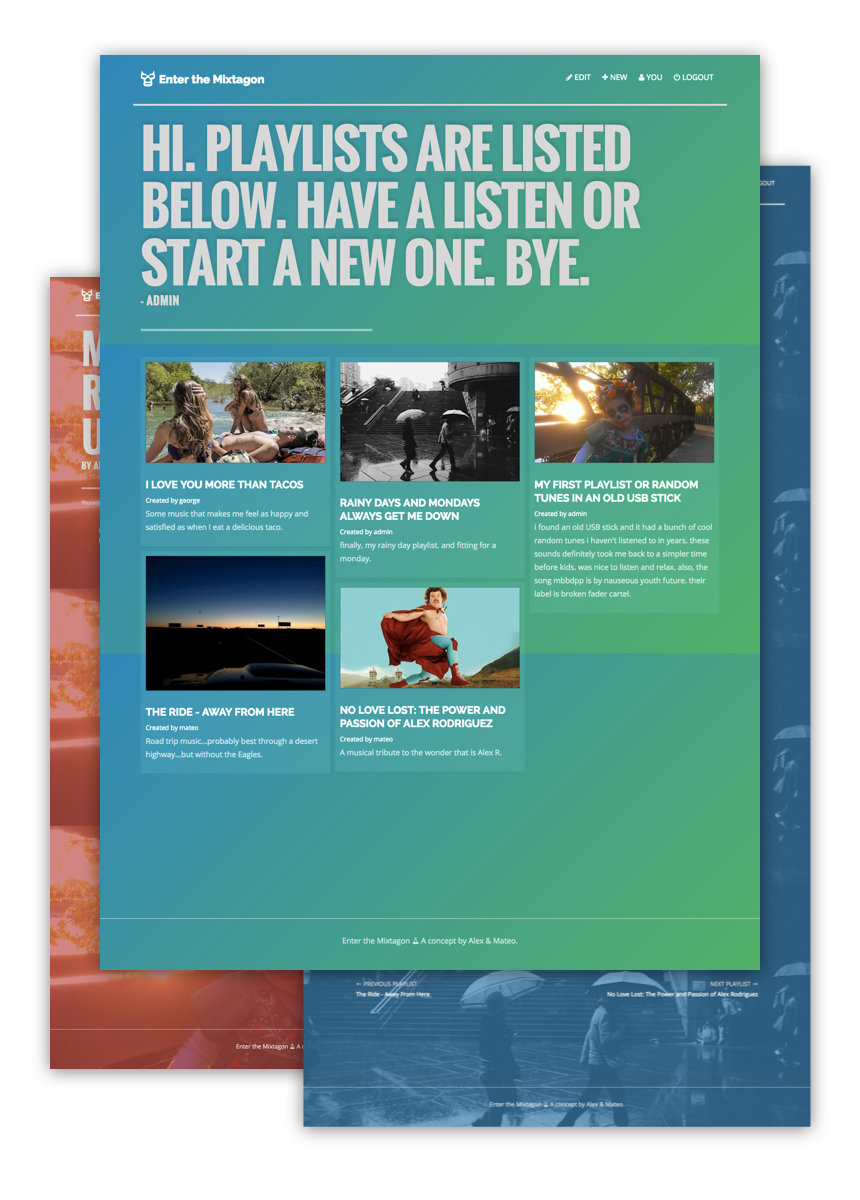 Enter the Mixtagon
EDIT NEW YOU LOGOUT
HI. PLAYLISTS ARE LISTED
BELOW. HAVE A LISTEN OR
START A NEW ONE. BYE.
- ADMIN
I LOVE YOU MORE THAN TACOS
Created by george
Some music that makes me feel as happy and
satisfied as when I eat a delicious taco.
RAINY DAYS AND MONDAYS
ALWAYS GET ME DOWN
Created by admin
finally, my rainy day playlist. and fitting for a
monday.
MY FIRST PLAYLIST OR RANDOM
TUNES IN AN OLD USB STICK
Created by admin
i found an old USB stick and it had a bunch of cool
random tunes i haven't listened to in years. these
sounds definitely took me back to a simpler time
before kids. was nice to listen and relax. also, the
song mbbdpp is by nauseous youth future. their
label is broken fader cartel.
THE RIDE - AWAY FROM HERE
Created by mateo
Road trip music...probably best through a desert
highway...but without the Eagles.
NO LOVE LOST: THE POWER AND
PASSION OF ALEX RODRIGUEZ
Created by mateo
A musical tribute to the wonder that is Alex R.
Enter the Mixtagon A concept by Alex & Mateo.
GOUT
E
M
R
U
BY A
Thursd
Enter the Mixtagon A c
← PREVIOUS PLAYLIST
The Ride - Away From Here
NEXT PLAYLIST →
No Love Lost: The Power and Passion of Alex Rodriguez
Enter the Mixtagon A concept by Alex & Mateo.